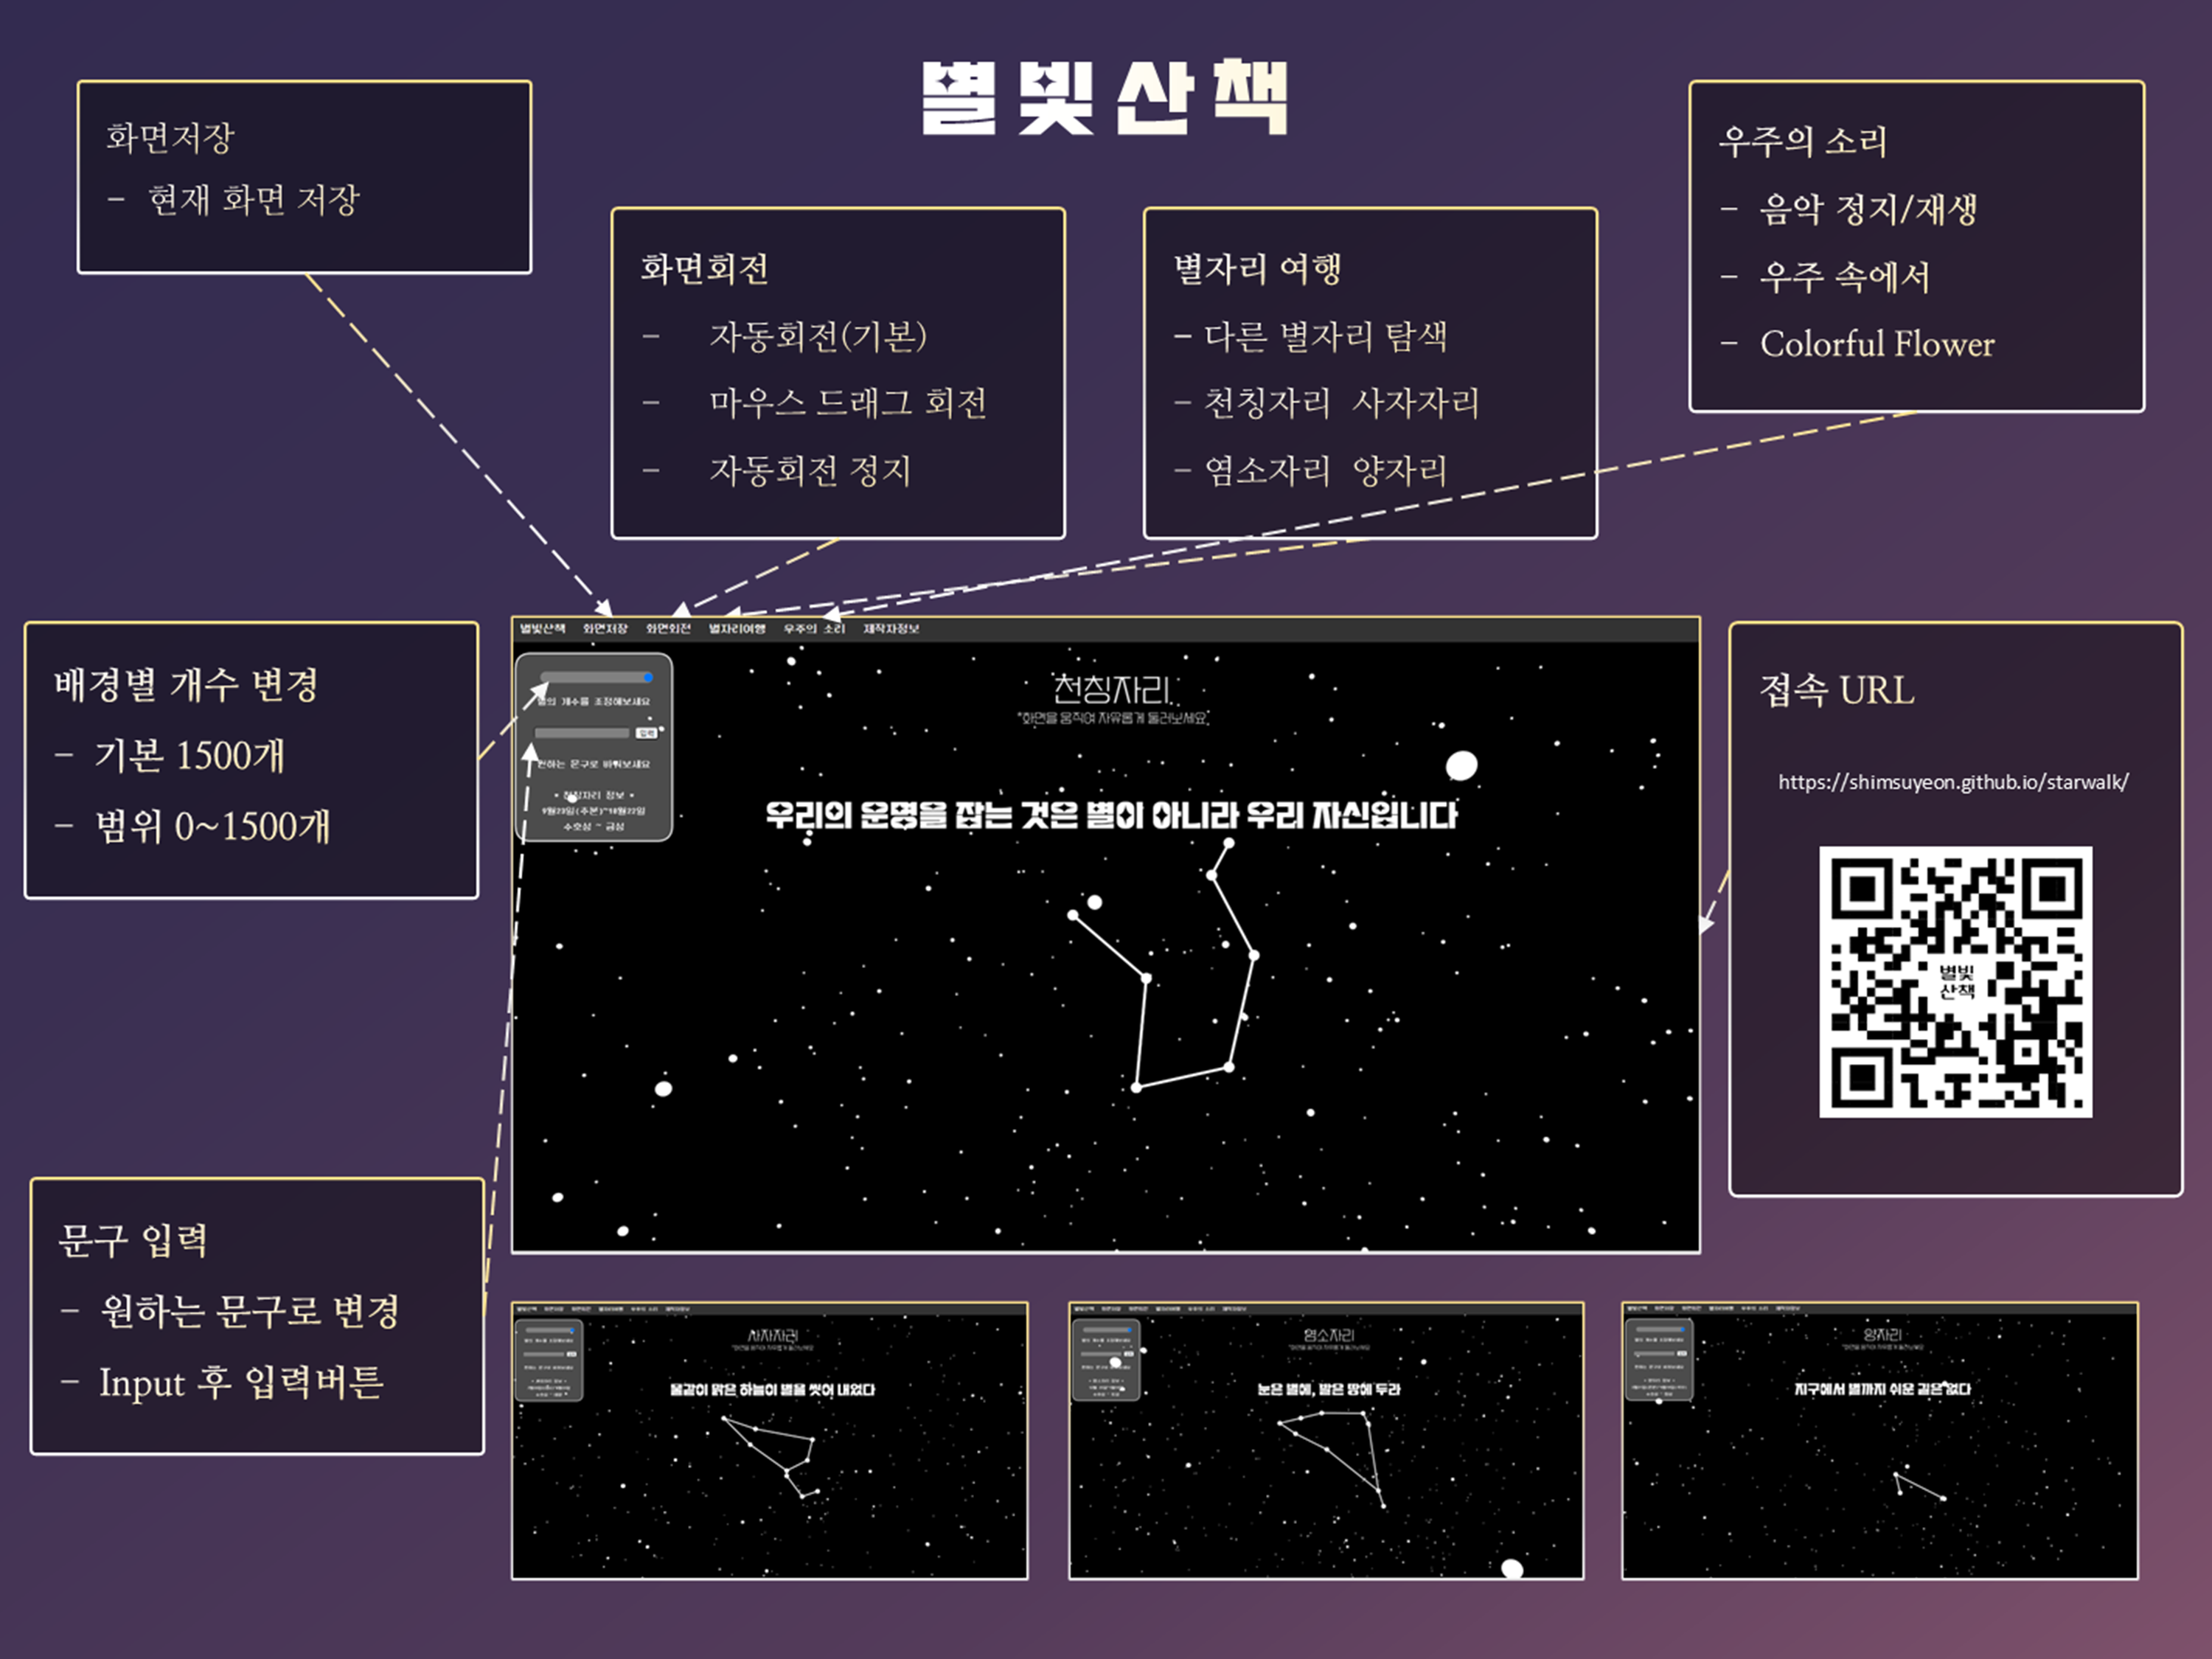 별빛산책
화면저장
- 현재 화면 저장
화면회전
- 자동회전(기본)
- 마우스 드래그 회전
- 자동회전 정지
별자리 여행
- 다른 별자리 탐색
- 천칭자리 사자자리
- 염소자리 양자리
우주의 소리
- 음악 정지/재생
- 우주 속에서
- Colorful Flower
배경별 개수 변경
- 기본 1500개
- 범위 0~1500개
문구 입력
- 원하는 문구로 변경
- Input 후 입력버튼
별빛산책 화면저장 화면회전 별자리여행 우주의 소리 제작자정보
별의 개수를 조정해보세요
입력
원하는 문구로 바꿔보세요
• 천칭자리 정보 •
9월23일(추분)~10월22일
수호성 ~ 금성
천칭자리
*화면을 움직여 자유롭게 둘러보세요
우리의 운명을 잡는 것은 별이 아니라 우리 자신입니다
접속 URL
https://shimsuyeon.github.io/starwalk/
별빛
산책
사자자리
물같이 맑은 하늘이 별을 씻어 내었다
염소자리
눈은 별에, 발은 땅에 두라
양자리
지구에서 별까지 쉬운 길은 없다